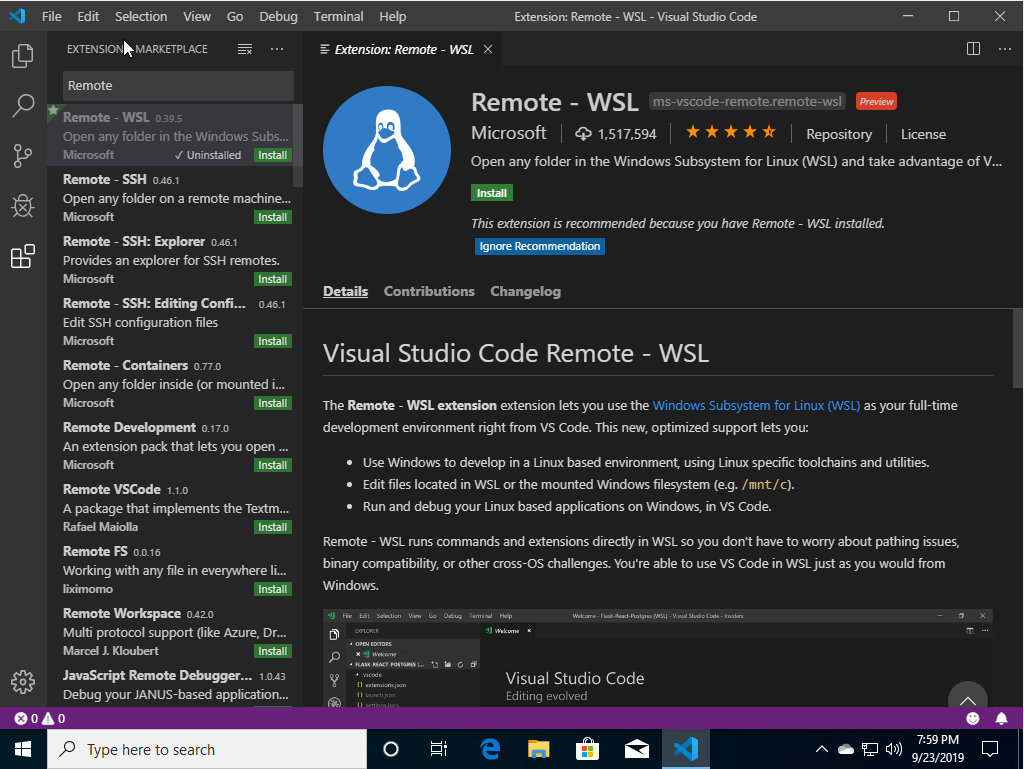 File Edit Selection View Go Debug Terminal Help
Extension: Remote - WSL - Visual Studio Code
EXTENSION MARKETPLACE
Remote
Remote - WSL 0.39.5
Open any folder in the Windows Subs...
Microsoft ✓ Uninstalled Install
Remote - SSH 0.46.1
Open any folder on a remote machine...
Microsoft Install
Remote - SSH: Explorer 0.46.1
Provides an explorer for SSH remotes.
Microsoft Install
Remote - SSH: Editing Confi... 0.46.1
Edit SSH configuration files
Microsoft Install
Remote - Containers 0.77.0
Open any folder inside (or mounted i...
Microsoft Install
Remote Development 0.17.0
An extension pack that lets you open ...
Microsoft Install
Remote VSCode 1.1.0
A package that implements the Textm...
Rafael Maiolla Install
Remote FS 0.0.16
Working with any file in everywhere li...
liximomo Install
Remote Workspace 0.42.0
Multi protocol support (like Azure, Dr...
Marcel J. Kloubert Install
JavaScript Remote Debugger... 1.0.43
Debug your JANUS-based application...
Extension: Remote - WSL
Remote - WSL ms-vscode-remote.remote-wsl Preview
Microsoft 1,517,594 Repository License
Open any folder in the Windows Subsystem for Linux (WSL) and take advantage of V...
Install
This extension is recommended because you have Remote - WSL installed.
Ignore Recommendation
Details Contributions Changelog
Visual Studio Code Remote - WSL
The Remote - WSL extension extension lets you use the Windows Subsystem for Linux (WSL) as your full-time
development environment right from VS Code. This new, optimized support lets you:
• Use Windows to develop in a Linux based environment, using Linux specific toolchains and utilities.
• Edit files located in WSL or the mounted Windows filesystem (e.g. /mnt/c).
• Run and debug your Linux based applications on Windows, in VS Code.
Remote - WSL runs commands and extensions directly in WSL so you don't have to worry about pathing issues,
binary compatibility, or other cross-OS challenges. You're able to use VS Code in WSL just as you would from
Windows.
File Edit Selection View Go Debug Terminal Help
Welcome - Flask-React-Postgres [WSL] - Visual Studio Code - Insiders
EXPLORER
OPEN EDITORS
Welcome
FLASK REACT-POSTGRES [...
.vscode
extensions.json
launch.json
settings.json
Welcome
Visual Studio Code
Editing evolved
0 0
Type here to search
7:59 PM
9/23/2019